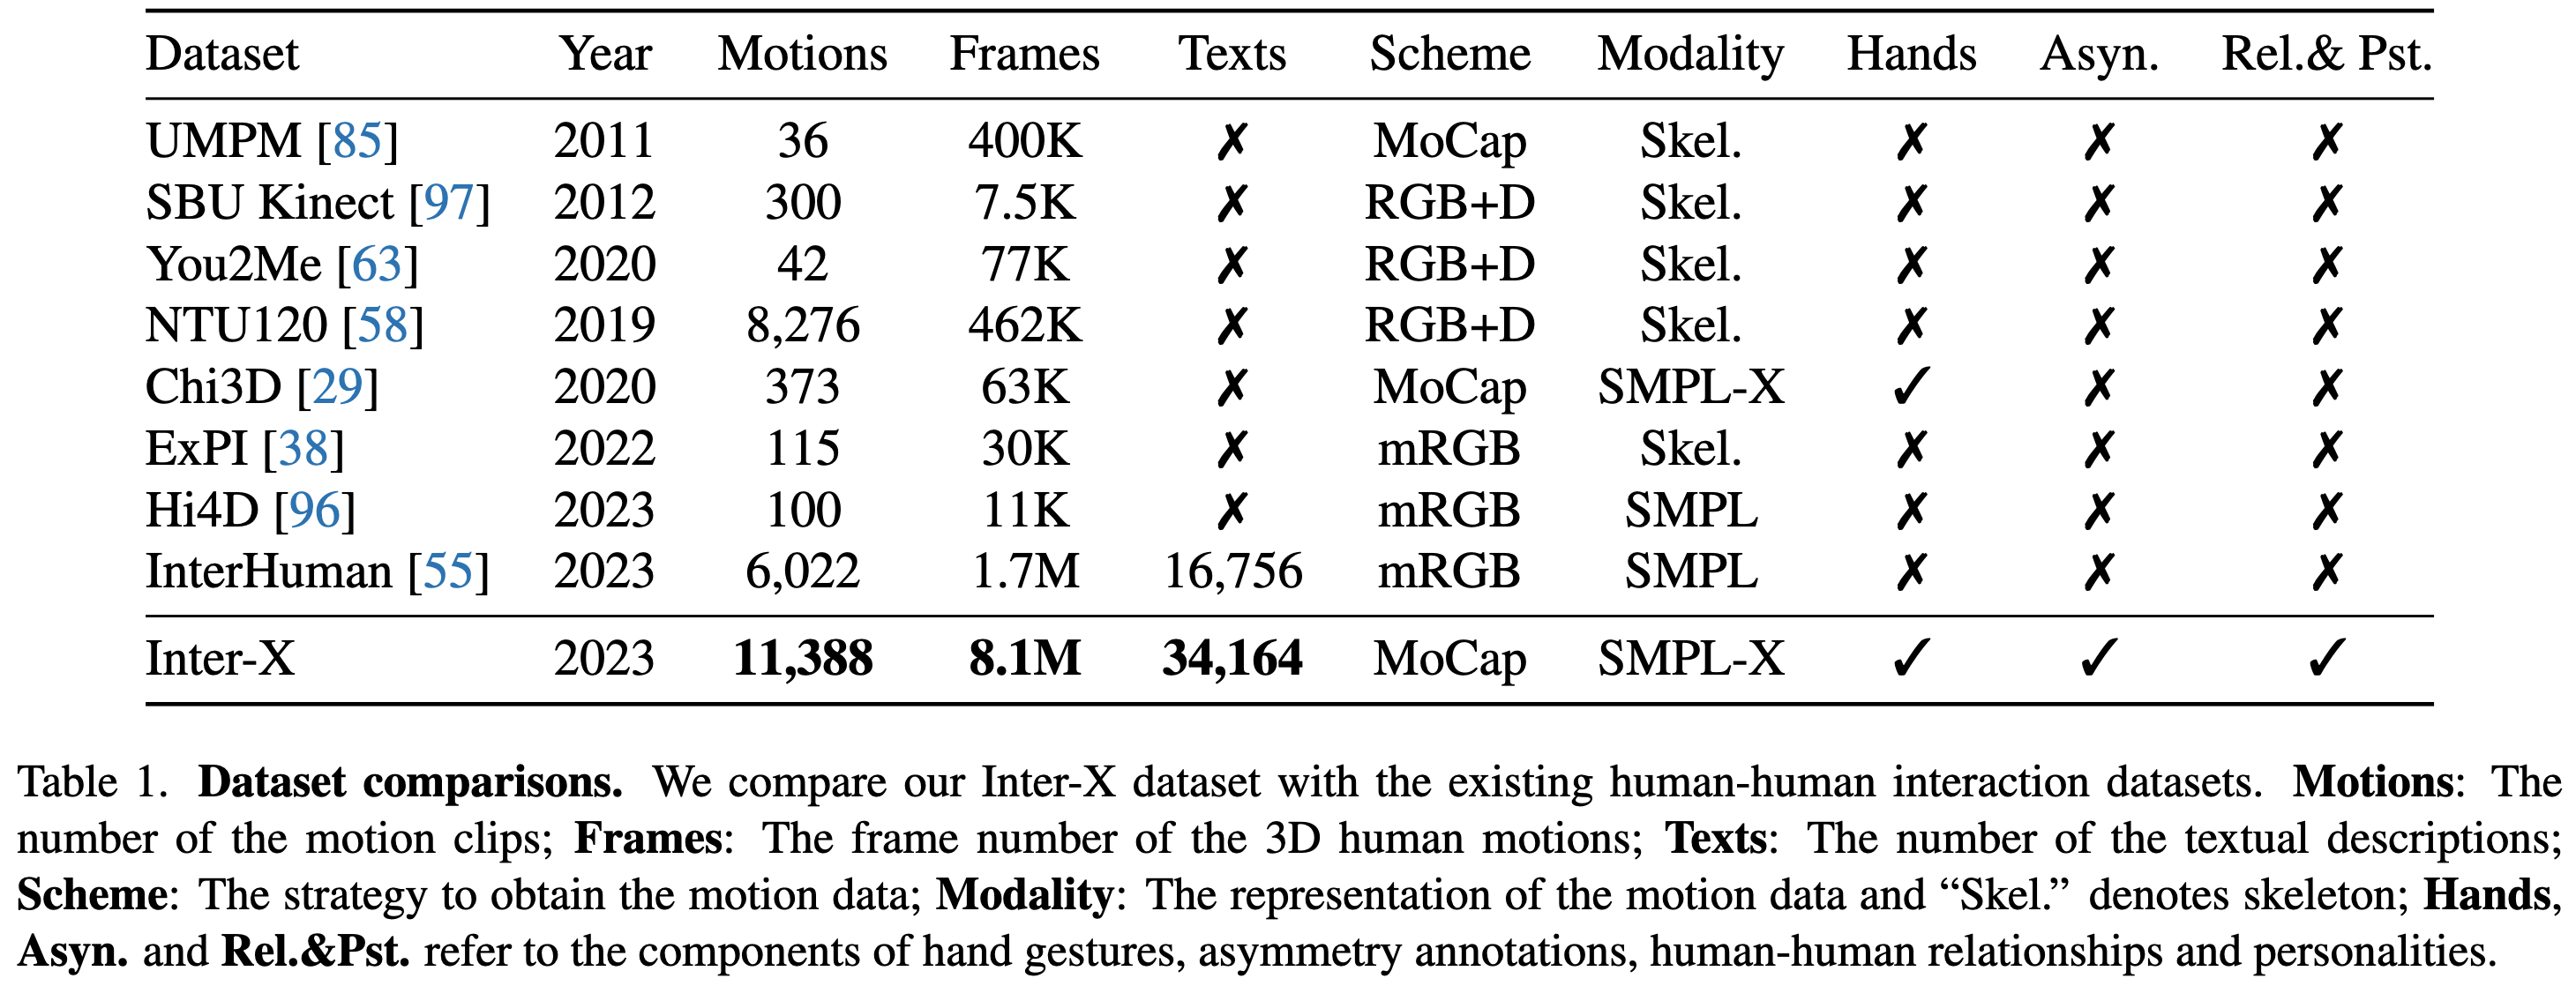 Dataset Year Motions Frames Texts Scheme Modality Hands Asyn. Rel.& Pst.
UMPM [85] 2011 36 400K ✗ MoCap Skel. ✗ ✗ ✗
SBU Kinect [97] 2012 300 7.5K ✗ RGB+D Skel. ✗ ✗ ✗
You2Me [63] 2020 42 77K ✗ RGB+D Skel. ✗ ✗ ✗
NTU120 [58] 2019 8,276 462K ✗ RGB+D Skel. ✗ ✗ ✗
Chi3D [29] 2020 373 63K ✗ MoCap SMPL-X ✓ ✗ ✗
ExPI [38] 2022 115 30K ✗ mRGB Skel. ✗ ✗ ✗
Hi4D [96] 2023 100 11K ✗ mRGB SMPL ✗ ✗ ✗
InterHuman [55] 2023 6,022 1.7M 16,756 mRGB SMPL ✗ ✗ ✗
Inter-X 2023 11,388 8.1M 34,164 MoCap SMPL-X ✓ ✓ ✓
Table 1. Dataset comparisons. We compare our Inter-X dataset with the existing human-human interaction datasets. Motions: The
number of the motion clips; Frames: The frame number of the 3D human motions; Texts: The number of the textual descriptions;
Scheme: The strategy to obtain the motion data; Modality: The representation of the motion data and “Skel.” denotes skeleton; Hands,
Asyn. and Rel.&Pst. refer to the components of hand gestures, asymmetry annotations, human-human relationships and personalities.